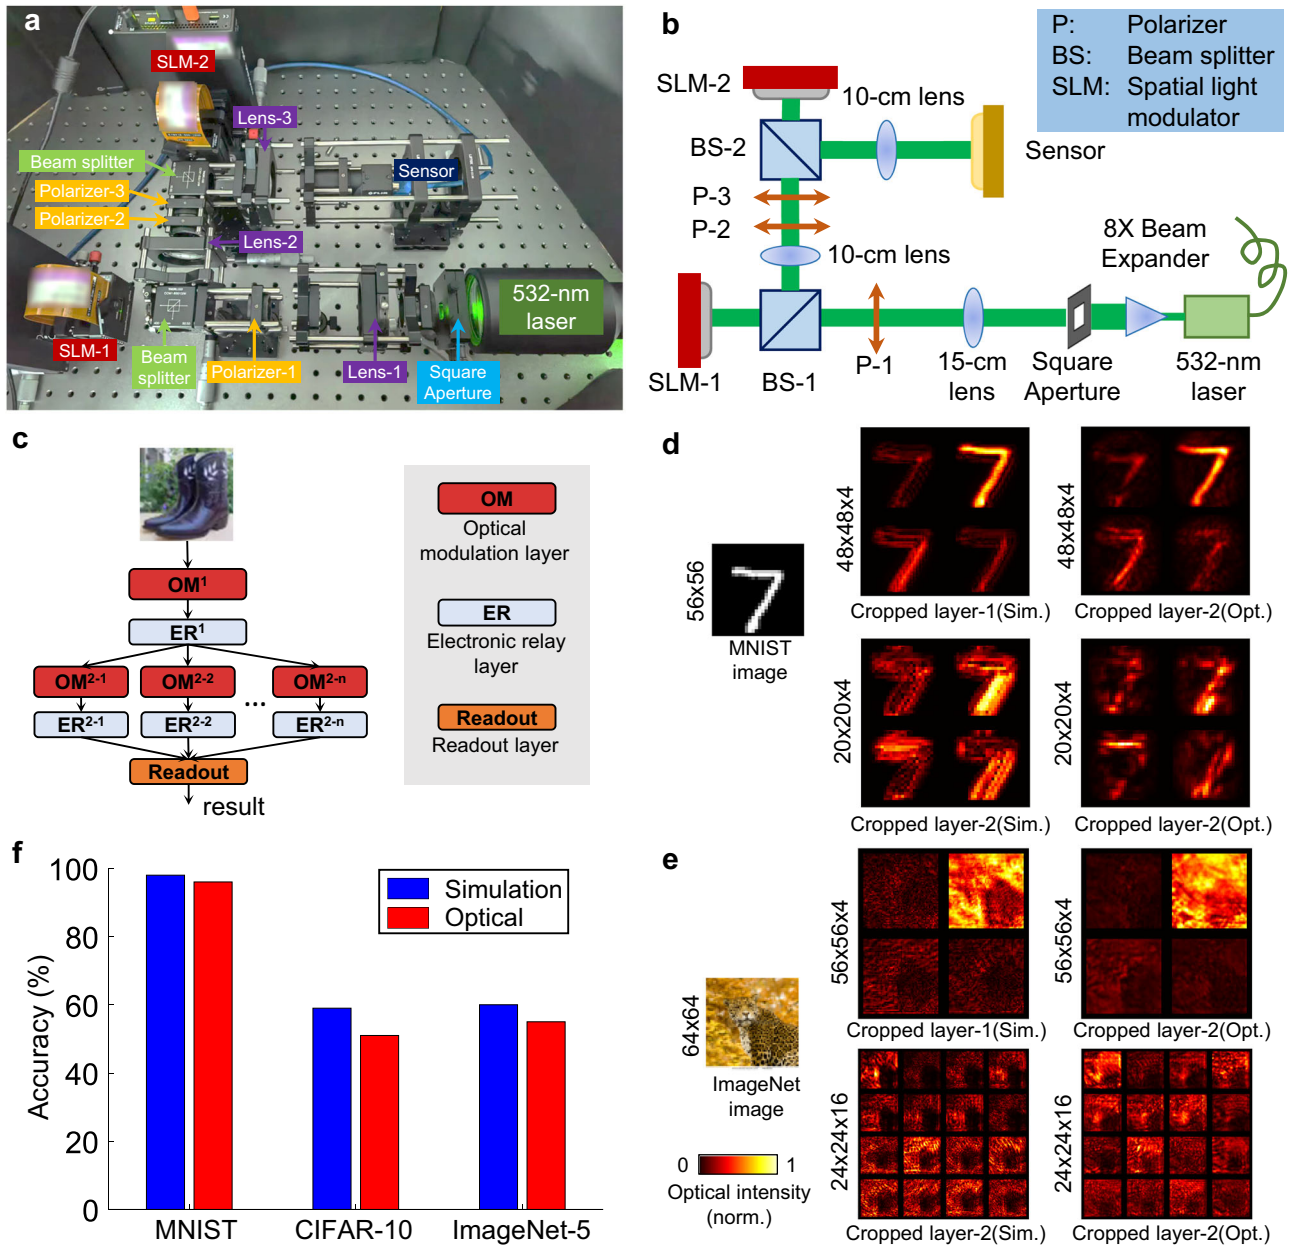 a
SLM-2
Lens-3
Beam splitter
Sensor
Polarizer-3
Polarizer-2
Lens-2
532-nm
laser
SLM-1
Beam
splitter
Polarizer-1
Lens-1
Square
Aperture
b
P: Polarizer
BS: Beam splitter
SLM: Spatial light
modulator
SLM-2
10-cm lens
BS-2
Sensor
P-3
P-2
10-cm lens
8X Beam
Expander
SLM-1
BS-1
P-1
15-cm
lens
Square
Aperture
532-nm
laser
c
OM
Optical
modulation layer
OM1
ER1
ER
Electronic relay
layer
OM2-1
OM2-2
...
OM2-n
ER2-1
ER2-2
ER2-n
Readout
Readout layer
Readout
result
d
56x56
MNIST
image
48x48x4
Cropped layer-1(Sim.)
48x48x4
Cropped layer-2(Opt.)
20x20x4
Cropped layer-2(Sim.)
20x20x4
Cropped layer-2(Opt.)
e
64x64
ImageNet
image
56x56x4
Cropped layer-1(Sim.)
56x56x4
Cropped layer-2(Opt.)
24x24x16
Cropped layer-2(Sim.)
24x24x16
Cropped layer-2(Opt.)
0 1
Optical intensity
(norm.)
f
Accuracy (%)
100
80
60
40
20
0
Simulation
Optical
MNIST
CIFAR-10
ImageNet-5